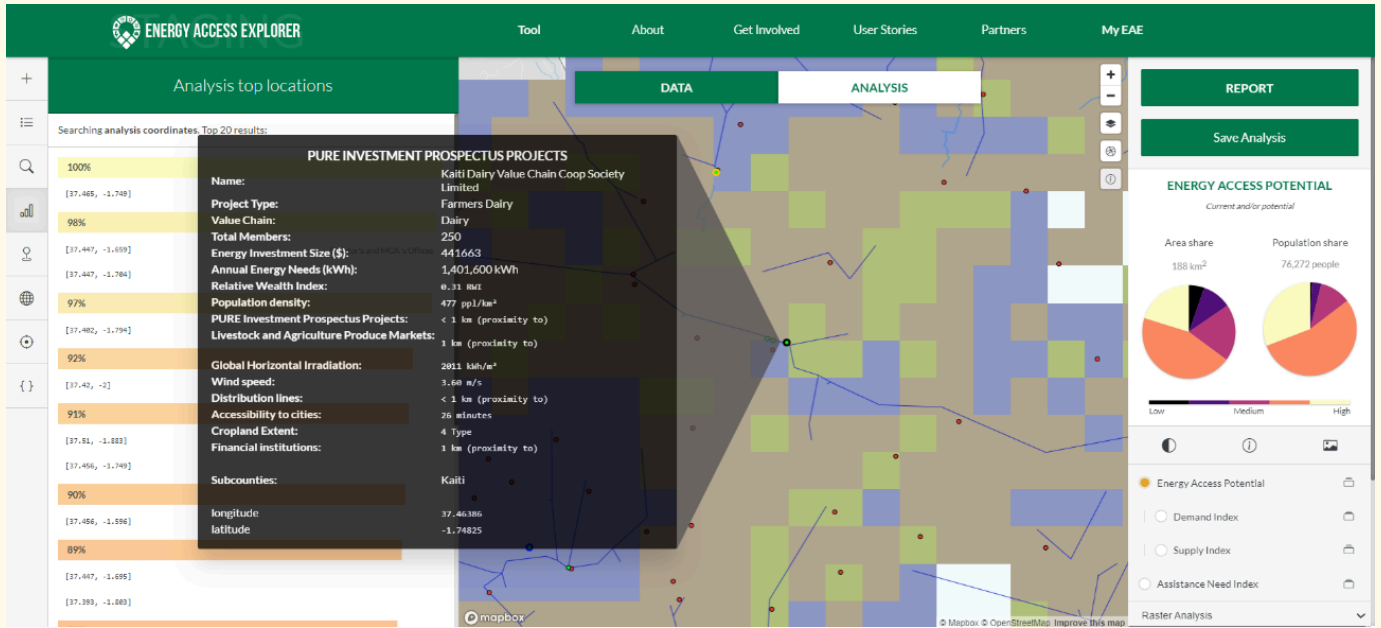 STAGING
ENERGY ACCESS EXPLORER
Tool
About
Get Involved
User Stories
Partners
My EAE
Analysis top locations
Searching analysis coordinates. Top 20 results:
100%
[37.465, -1.749]
98%
[37.447, -1.659]
[37.447, -1.704]
97%
[37.402, -1.794]
92%
[37.42, -2]
91%
[37.51, -1.883]
[37.456, -1.749]
90%
[37.456, -1.596]
89%
[37.447, -1.695]
[37.393, -1.803]
PURE INVESTMENT PROSPECTUS PROJECTS
Name: Kaiti Dairy Value Chain Coop Society
Limited
Project Type: Farmers Dairy
Value Chain: Dairy
Total Members: 250
Energy Investment Size ($): 441663
Annual Energy Needs (kWh): 1,401,600 kWh
Relative Wealth Index: 0.31 RWI
Population density: 477 ppl/km²
PURE Investment Prospectus Projects: < 1 km (proximity to)
Livestock and Agriculture Produce Markets: 1 km (proximity to)
Global Horizontal Irradiation: 2011 kWh/m²
Wind speed: 3.60 m/s
Distribution lines: < 1 km (proximity to)
Accessibility to cities: 26 minutes
Cropland Extent: 4 Type
Financial institutions: 1 km (proximity to)
Subcounties: Kaiti
longitude 37.46386
latitude -1.74825
DATA
ANALYSIS
+
−
mapbox
© Mapbox © OpenStreetMap Improve this map
REPORT
Save Analysis
ENERGY ACCESS POTENTIAL
Current and/or potential
Area share
188 km²
Population share
76,272 people
Low
Medium
High
Energy Access Potential
Demand Index
Supply Index
Assistance Need Index
Raster Analysis